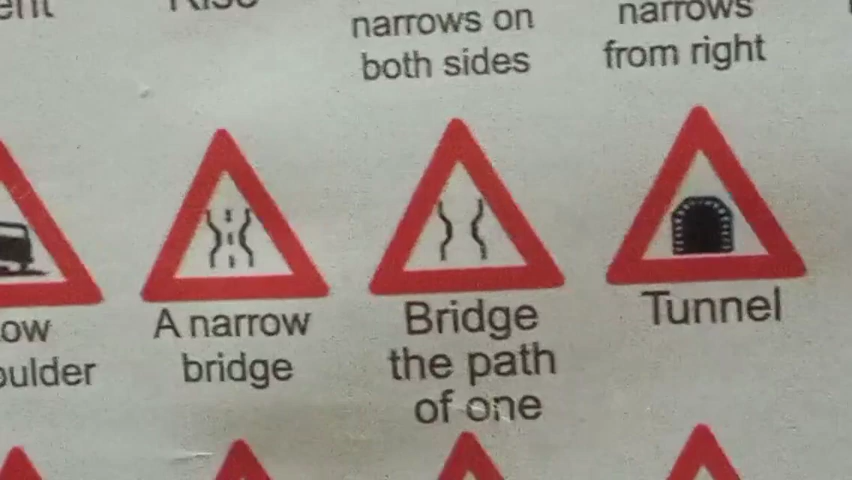 narrows on
both sides
narrows
from right
A narrow
bridge
Bridge
the path
of one
Tunnel